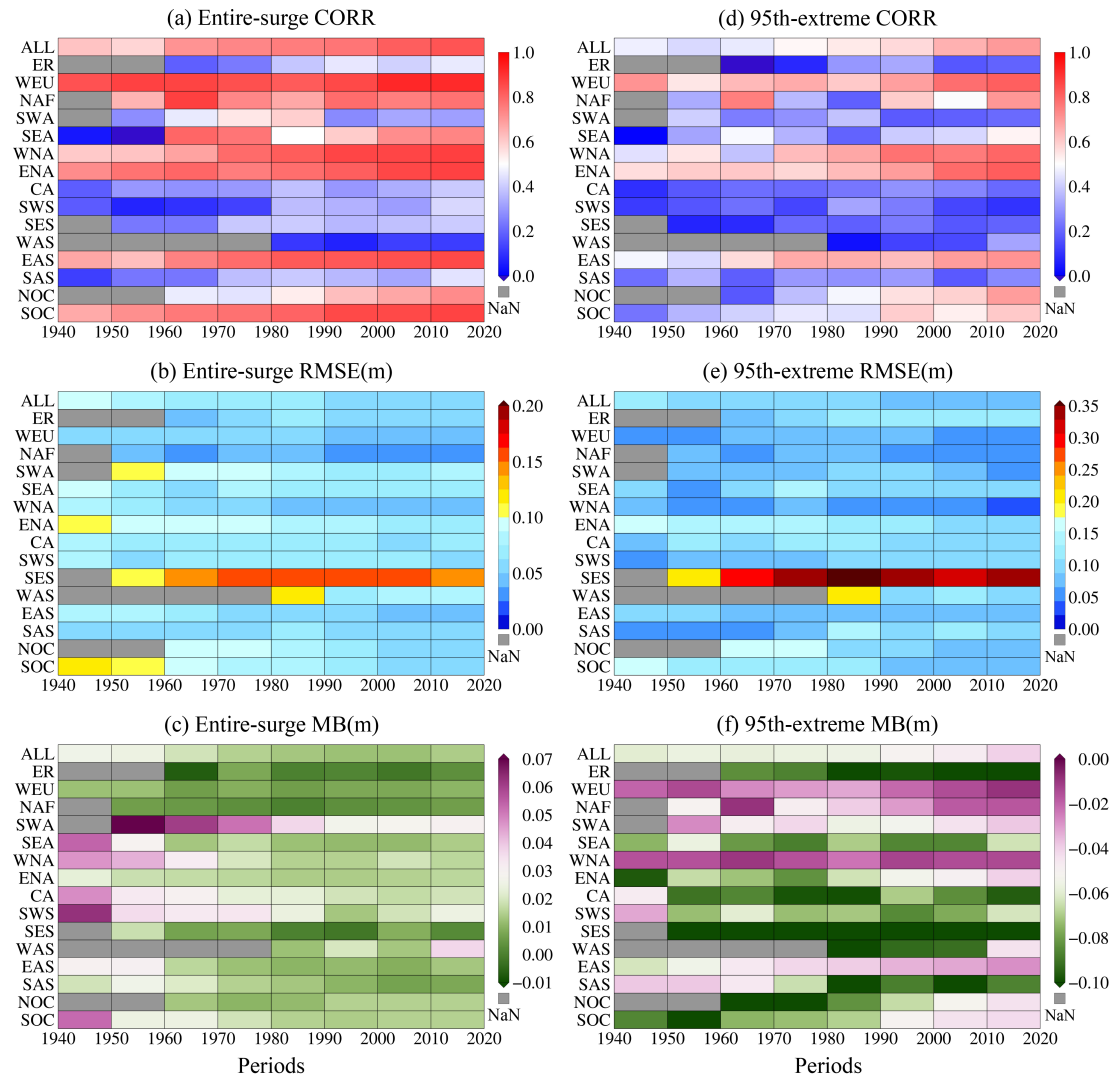 (a) Entire-surge CORR
ALL
ER
WEU
NAF
SWA
SEA
WNA
ENA
CA
SWS
SES
WAS
EAS
SAS
NOC
SOC
1940 1950 1960 1970 1980 1990 2000 2010 2020
1.0
0.8
0.6
0.4
0.2
0.0
NaN
(d) 95th-extreme CORR
ALL
ER
WEU
NAF
SWA
SEA
WNA
ENA
CA
SWS
SES
WAS
EAS
SAS
NOC
SOC
1940 1950 1960 1970 1980 1990 2000 2010 2020
1.0
0.8
0.6
0.4
0.2
0.0
NaN
(b) Entire-surge RMSE(m)
ALL
ER
WEU
NAF
SWA
SEA
WNA
ENA
CA
SWS
SES
WAS
EAS
SAS
NOC
SOC
1940 1950 1960 1970 1980 1990 2000 2010 2020
0.20
0.15
0.10
0.05
0.00
NaN
(e) 95th-extreme RMSE(m)
ALL
ER
WEU
NAF
SWA
SEA
WNA
ENA
CA
SWS
SES
WAS
EAS
SAS
NOC
SOC
1940 1950 1960 1970 1980 1990 2000 2010 2020
0.35
0.30
0.25
0.20
0.15
0.10
0.05
0.00
NaN
(c) Entire-surge MB(m)
ALL
ER
WEU
NAF
SWA
SEA
WNA
ENA
CA
SWS
SES
WAS
EAS
SAS
NOC
SOC
1940 1950 1960 1970 1980 1990 2000 2010 2020
Periods
0.07
0.06
0.05
0.04
0.03
0.02
0.01
0.00
−0.01
NaN
(f) 95th-extreme MB(m)
ALL
ER
WEU
NAF
SWA
SEA
WNA
ENA
CA
SWS
SES
WAS
EAS
SAS
NOC
SOC
1940 1950 1960 1970 1980 1990 2000 2010 2020
Periods
0.00
−0.02
−0.04
−0.06
−0.08
−0.10
NaN